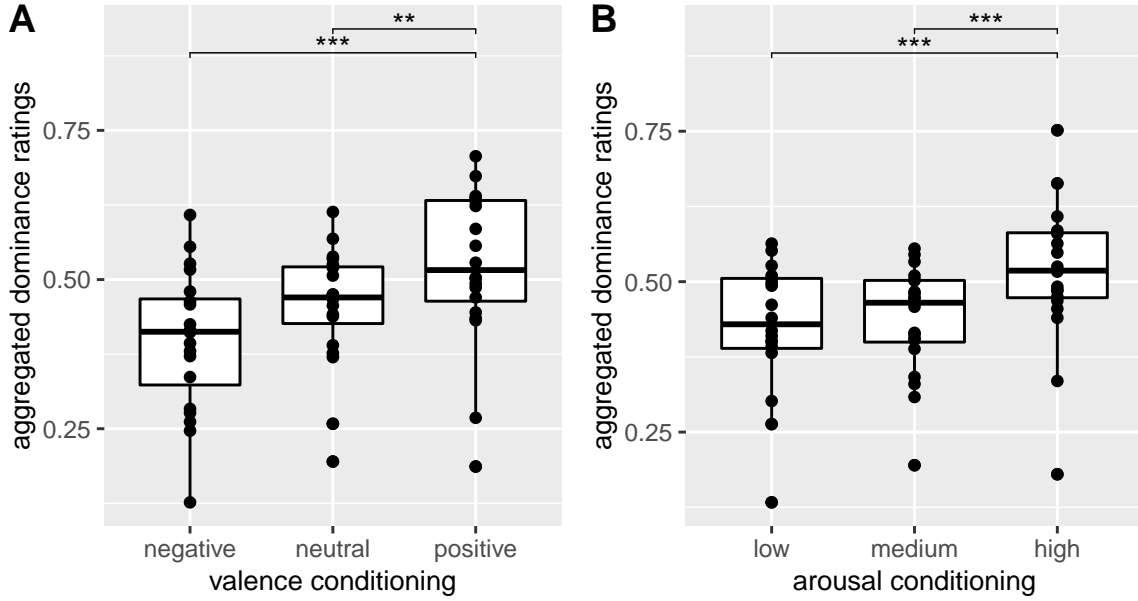 A
**
***
aggregated dominance ratings
0.75
0.50
0.25
negative neutral positive
valence conditioning
B
***
***
aggregated dominance ratings
0.75
0.50
0.25
low medium high
arousal conditioning